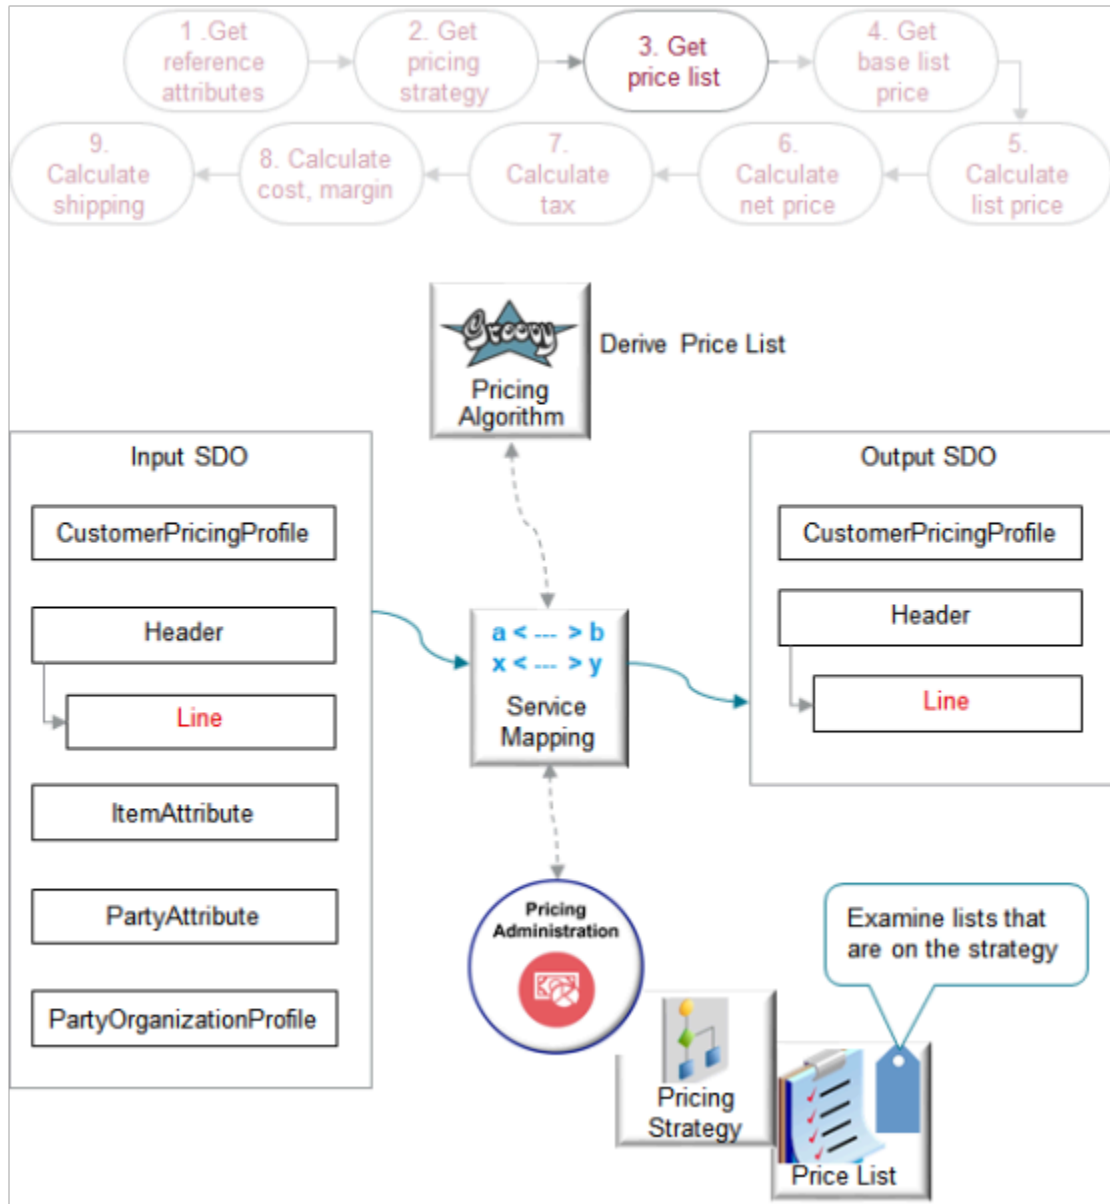 1 .Get
reference
attributes
2. Get
pricing
strategy
3. Get
price list
4. Get
base list
price
9.
Calculate
shipping
8. Calculate
cost, margin
7.
Calculate
tax
6.
Calculate
net price
5.
Calculate
list price
Groovy
Pricing
Algorithm
Derive Price List
Input SDO
CustomerPricingProfile
Header
Line
ItemAttribute
PartyAttribute
PartyOrganizationProfile
a < --- > b
x < --- > y
Service
Mapping
Output SDO
CustomerPricingProfile
Header
Line
Pricing
Administration
Examine lists that
are on the strategy
Pricing
Strategy
Price List